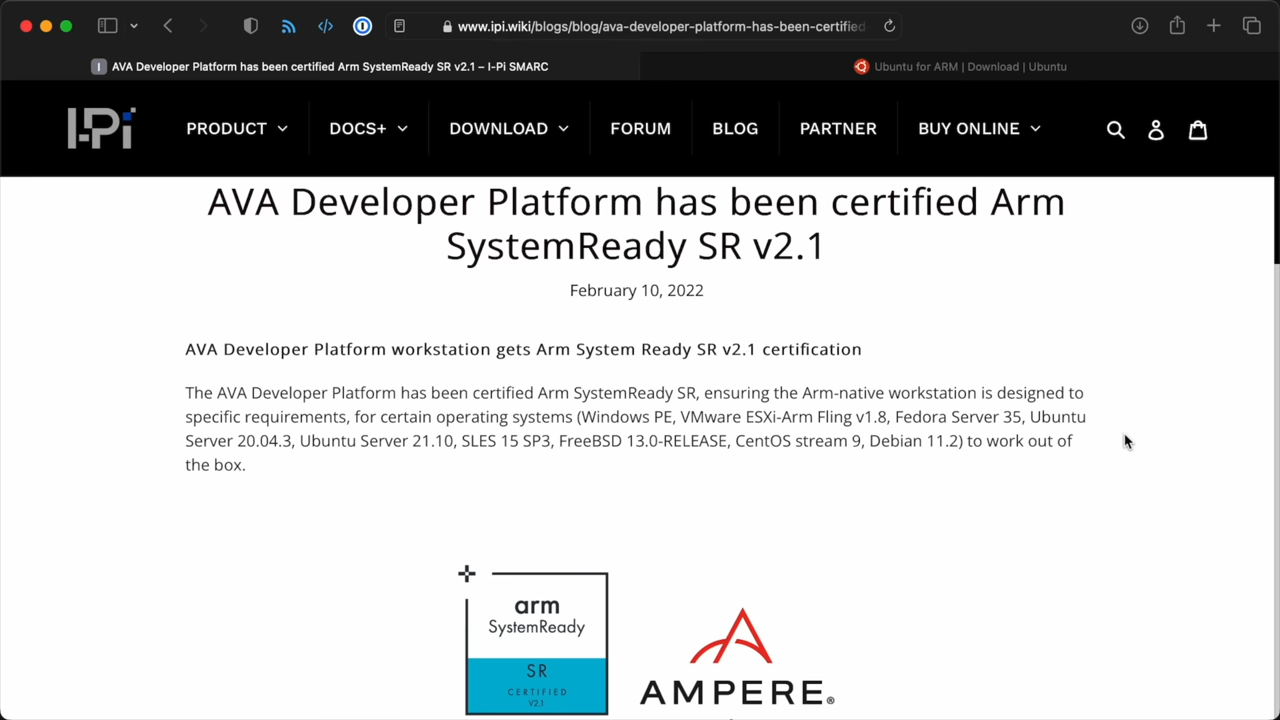 www.ipi.wiki/blogs/blog/ava-developer-platform-has-been-certified
I AVA Developer Platform has been certified Arm SystemReady SR v2.1 – I-Pi SMARC
Ubuntu for ARM | Download | Ubuntu
I-Pi PRODUCT DOCS+ DOWNLOAD FORUM BLOG PARTNER BUY ONLINE
AVA Developer Platform has been certified Arm
SystemReady SR v2.1
February 10, 2022
AVA Developer Platform workstation gets Arm System Ready SR v2.1 certification
The AVA Developer Platform has been certified Arm SystemReady SR, ensuring the Arm-native workstation is designed to
specific requirements, for certain operating systems (Windows PE, VMware ESXi-Arm Fling v1.8, Fedora Server 35, Ubuntu
Server 20.04.3, Ubuntu Server 21.10, SLES 15 SP3, FreeBSD 13.0-RELEASE, CentOS stream 9, Debian 11.2) to work out of
the box.
arm
SystemReady
SR
CERTIFIED
V2.1
AMPERE®